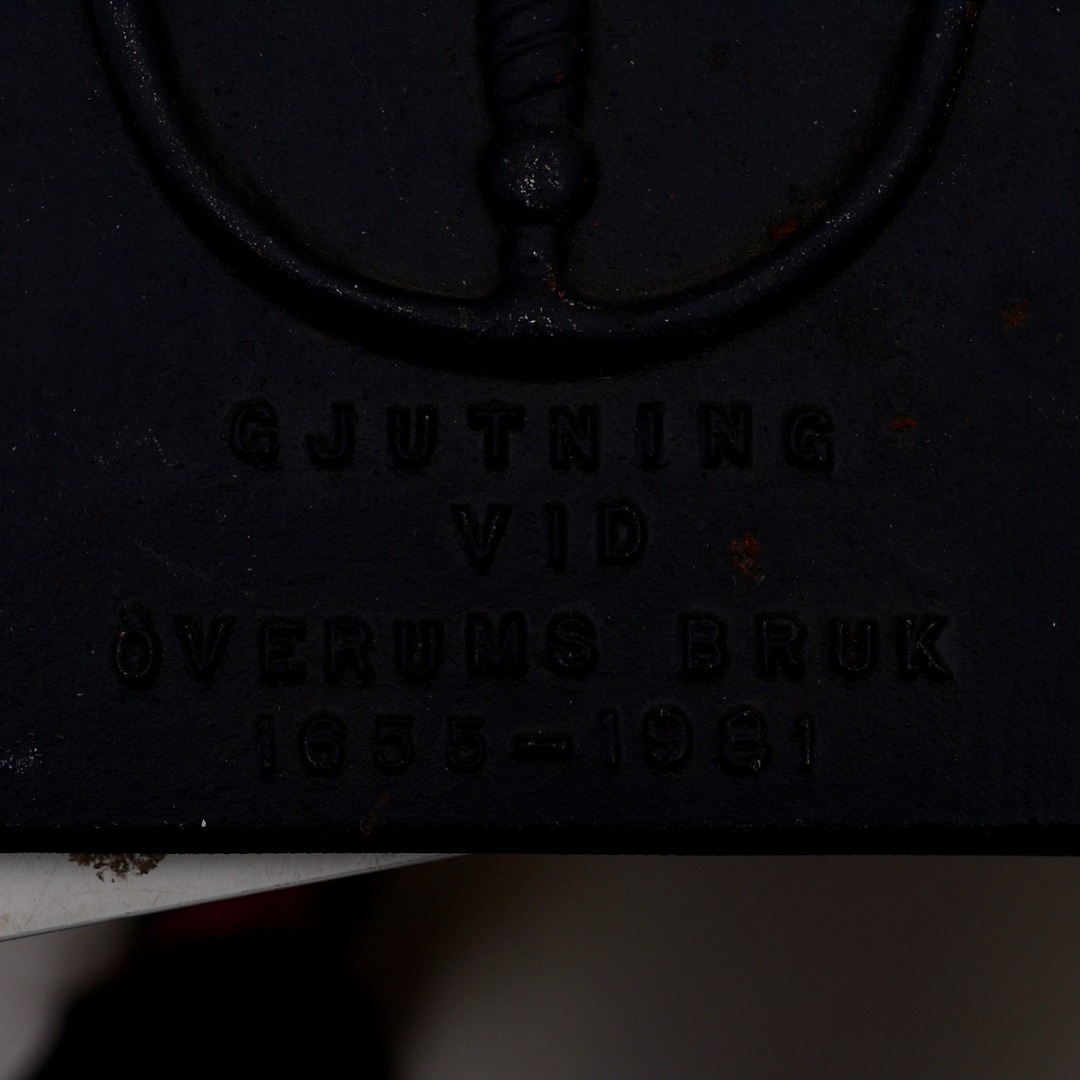 GJUTNING
VID
ÖVERUMS BRUK
1655-1981